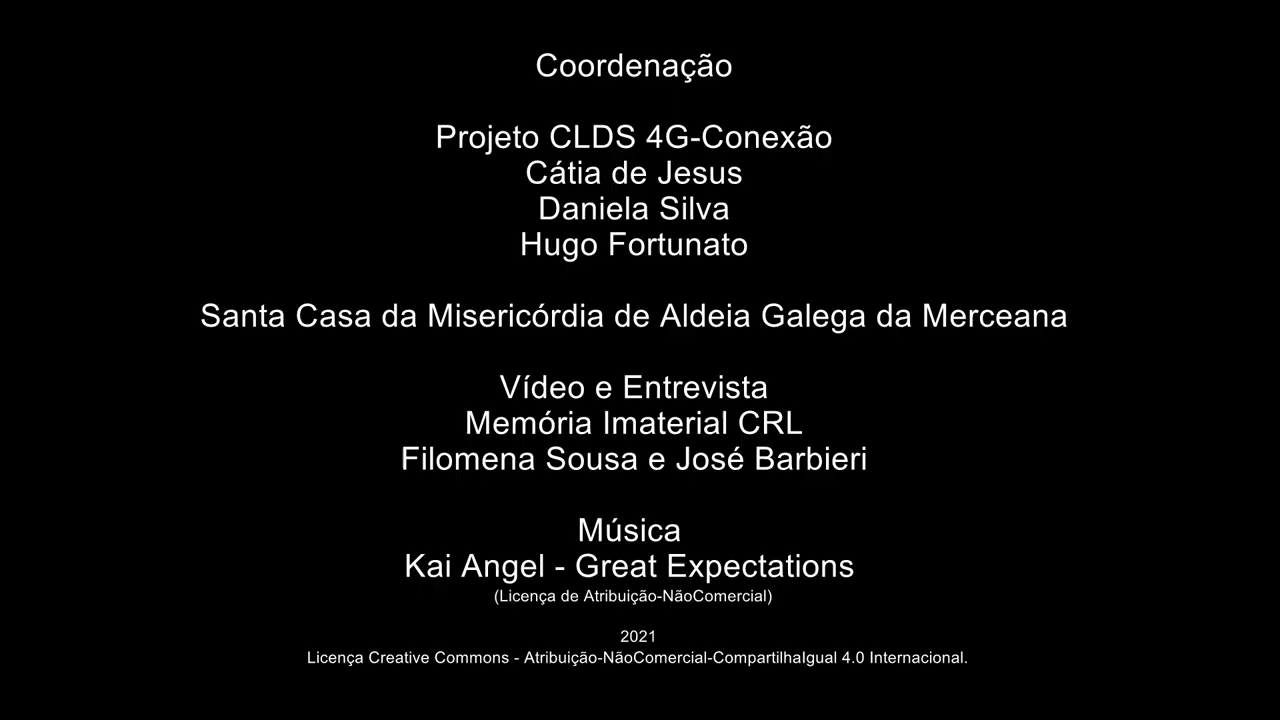 Coordenação
Projeto CLDS 4G-Conexão
Cátia de Jesus
Daniela Silva
Hugo Fortunato
Santa Casa da Misericórdia de Aldeia Galega da Merceana
Vídeo e Entrevista
Memória Imaterial CRL
Filomena Sousa e José Barbieri
Música
Kai Angel - Great Expectations
(Licença de Atribuição-NãoComercial)
2021
Licença Creative Commons - Atribuição-NãoComercial-CompartilhaIgual 4.0 Internacional.